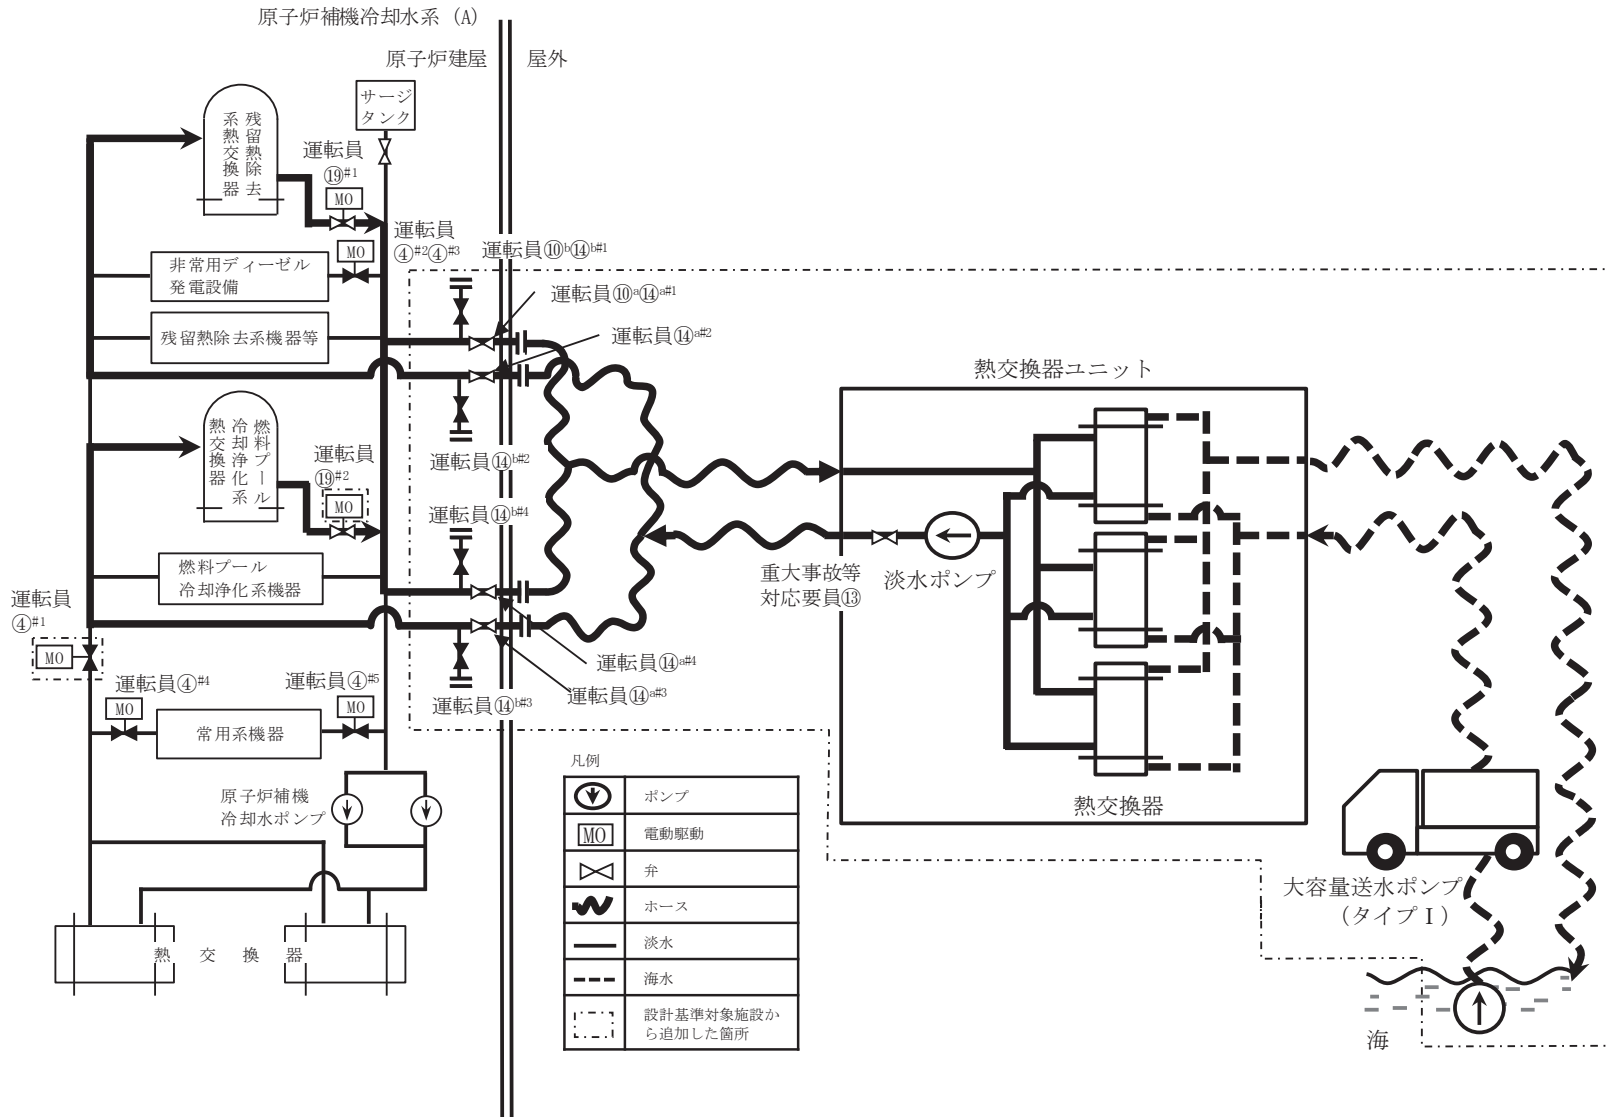 原子炉補機冷却水系（A）
原子炉建屋
屋外
サージ
タンク
残留熱除去
系熱交換器
運転員
⑲#1
MO
運転員
④#2④#3
MO
運転員⑩b⑭b#1
運転員⑩a⑭a#1
運転員⑭a#2
非常用ディーゼル
発電設備
残留熱除去系機器等
燃料プール
冷却浄化系
熱交換器
運転員
⑲#2
MO
運転員⑭b#2
運転員⑭b#4
燃料プール
冷却浄化系機器
運転員
④#1
MO
運転員④#4
MO
運転員④#5
MO
常用系機器
運転員⑭a#4
運転員⑭a#3
運転員⑭b#3
原子炉補機
冷却水ポンプ
熱交換器
熱交換器ユニット
重大事故等
対応要員⑬
淡水ポンプ
熱交換器
大容量送水ポンプ
（タイプⅠ）
海
凡例
ポンプ
MO
電動駆動
弁
ホース
淡水
海水
設計基準対象施設か
ら追加した箇所